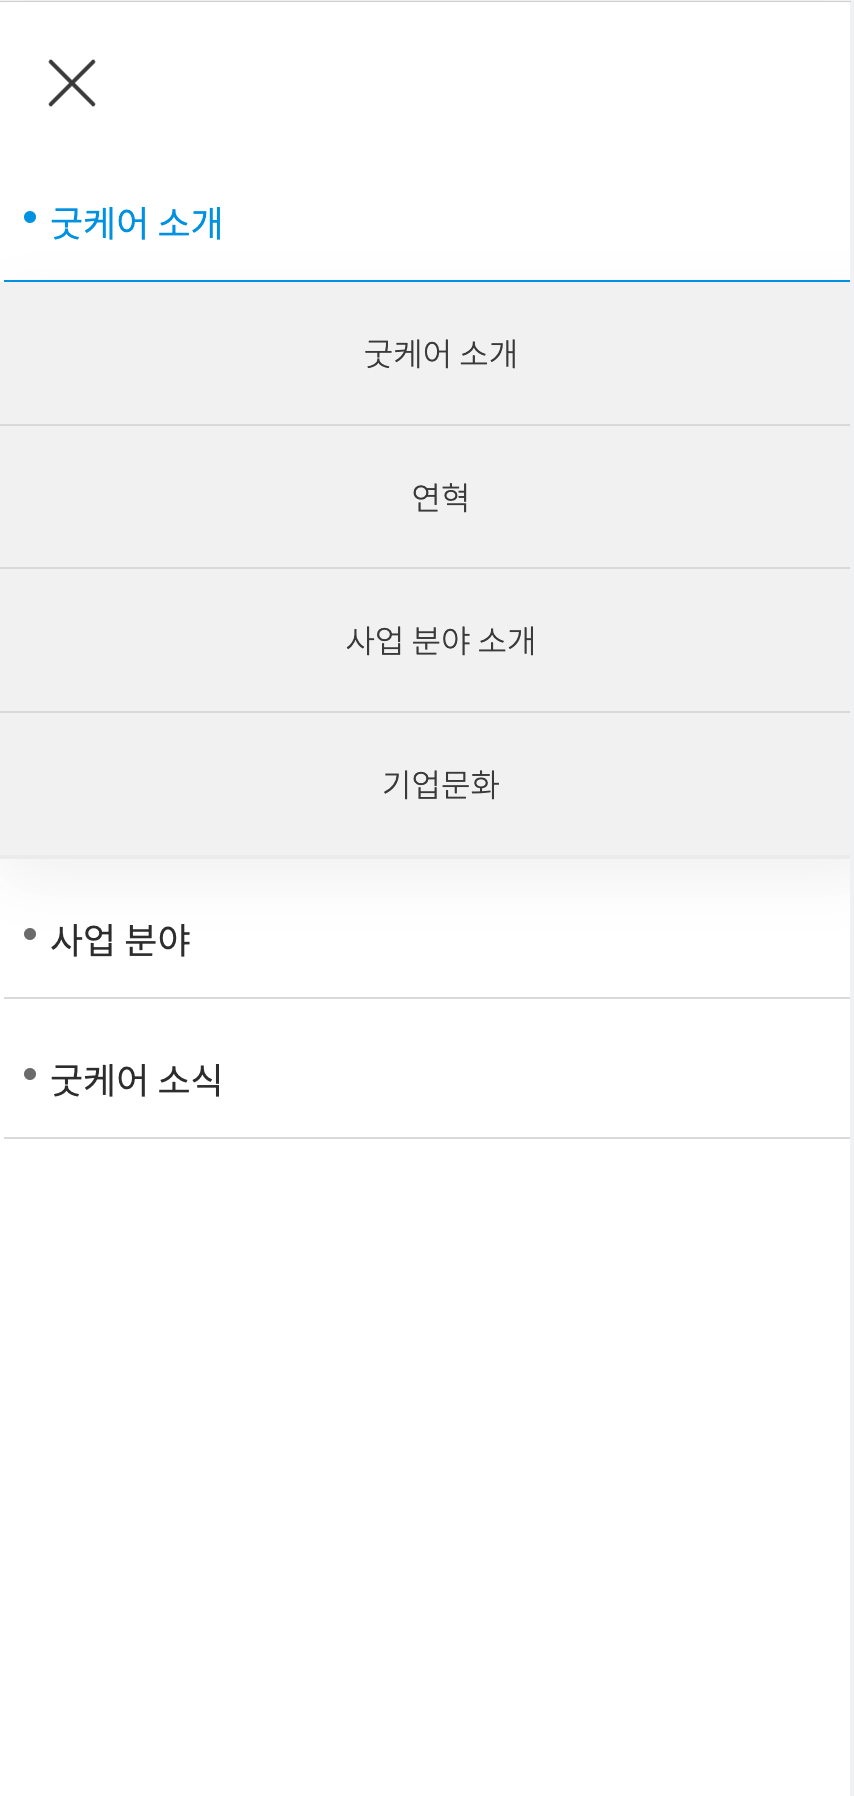 굿케어 소개
굿케어 소개
연혁
사업 분야 소개
기업문화
사업 분야
굿케어 소식